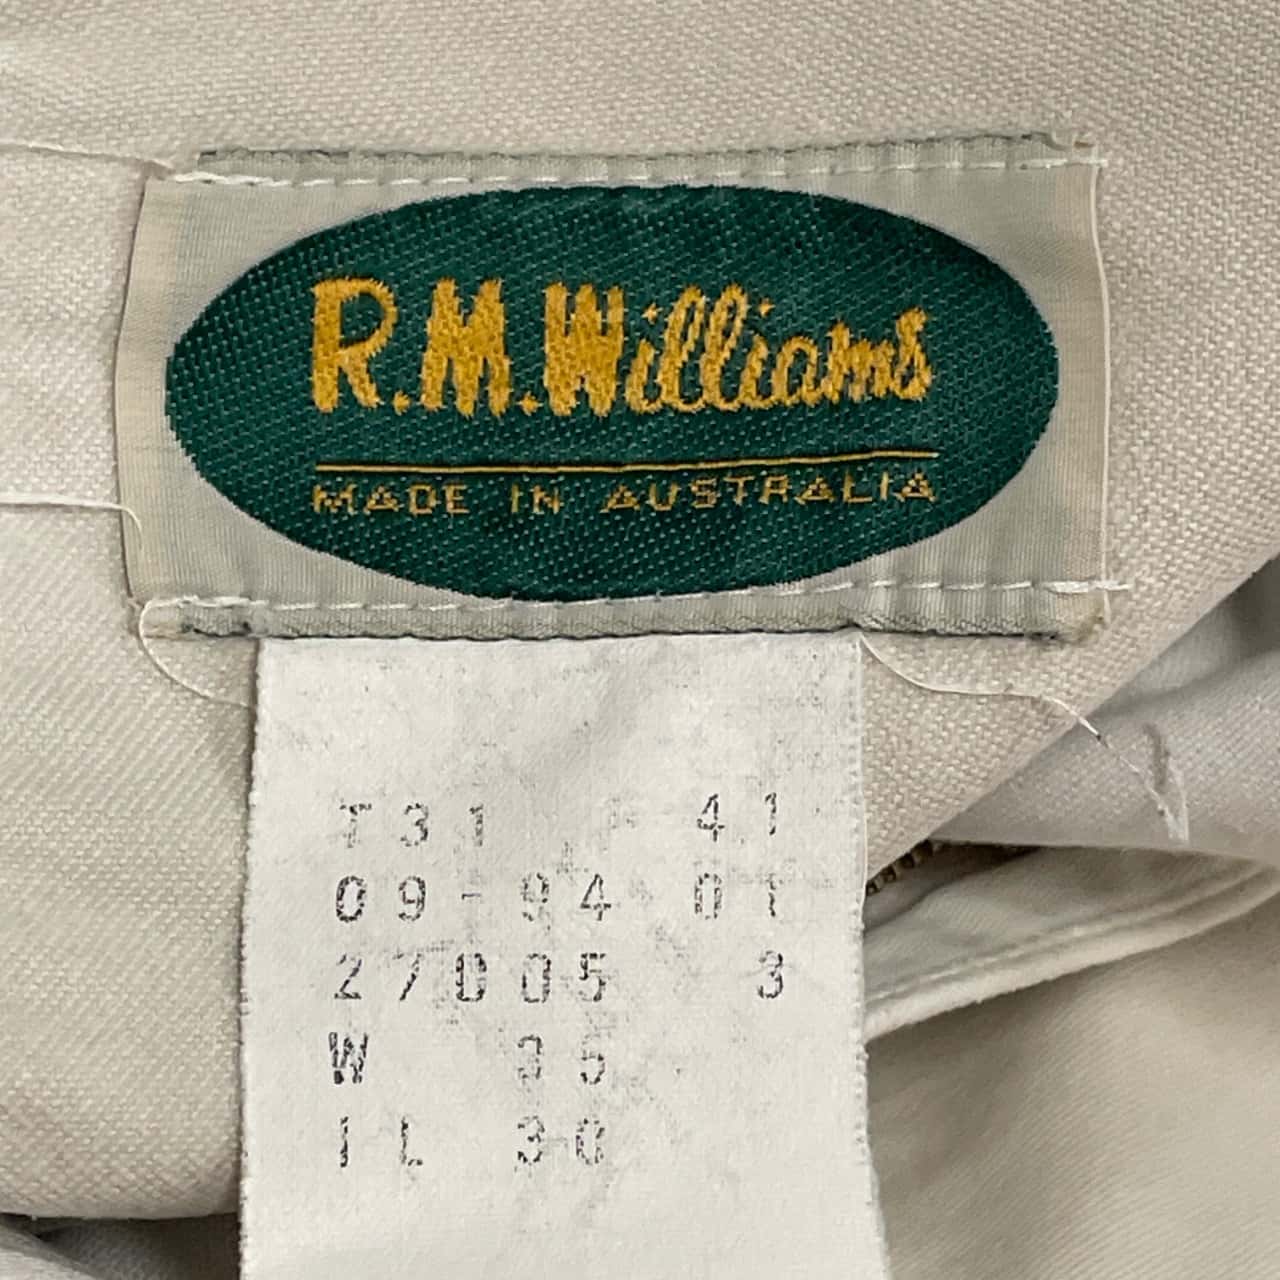 R.M.Williams
MADE IN AUSTRALIA
T31 41
09-94 01
27005 3
W 35
IL 30